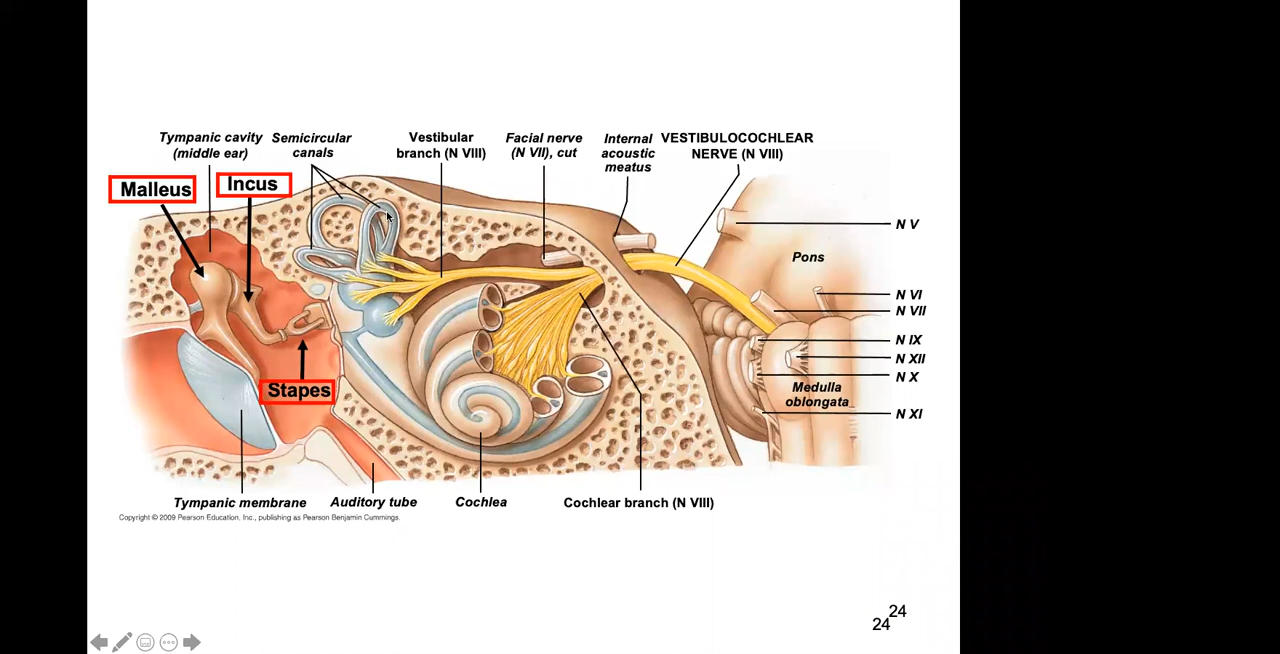 Tympanic cavity
(middle ear)
Semicircular
canals
Vestibular
branch (N VIII)
Facial nerve
(N VII), cut
Internal
acoustic
meatus
VESTIBULOCOCHLEAR
NERVE (N VIII)
Malleus
Incus
N V
Pons
N VI
N VII
N IX
N XII
N X
Medulla
oblongata
N XI
Stapes
Tympanic membrane
Auditory tube
Cochlea
Cochlear branch (N VIII)
Copyright © 2009 Pearson Education, Inc., publishing as Pearson Benjamin Cummings.
24
24